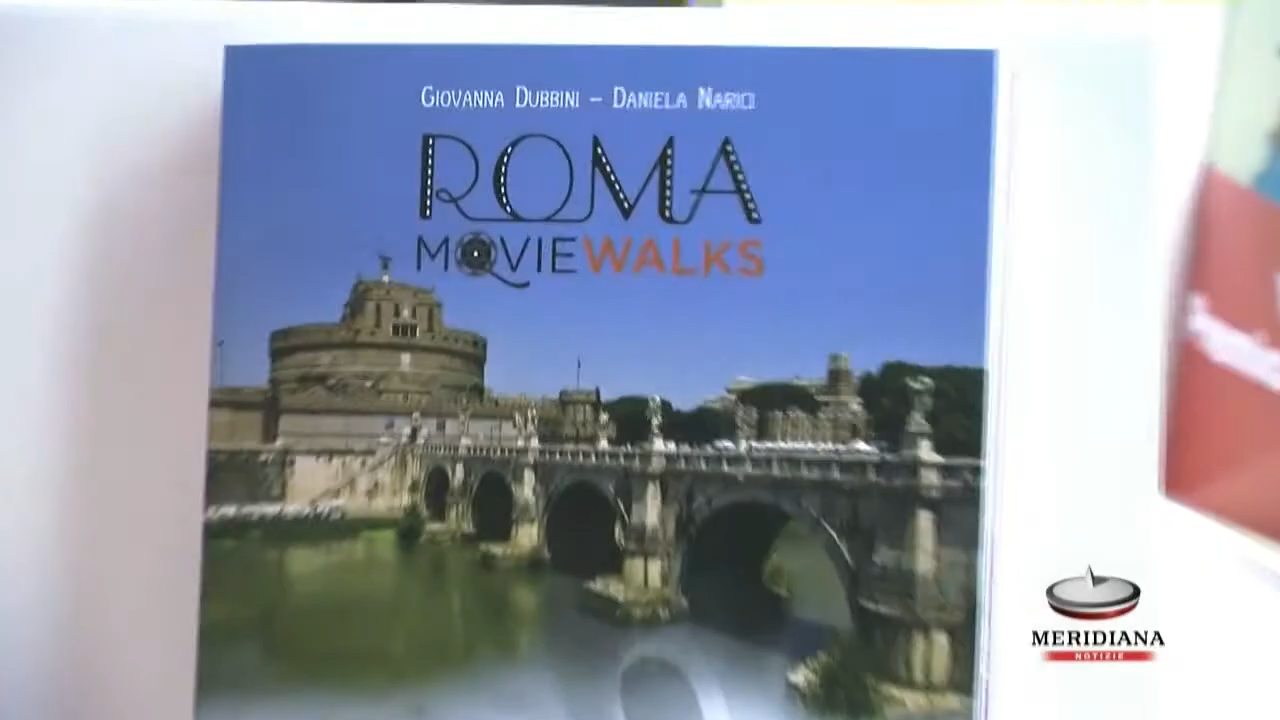 GIOVANNA DUBBINI – DANIELA NARICI
ROMA
MOVIEWALKS
MERIDIANA
NOTIZIE